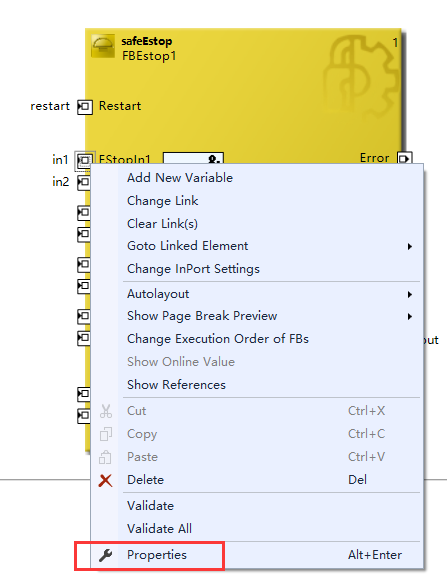 safeEstop
FBEstop1
1
restart
Restart
in1
EStopIn1
&
Error
in2
Add New Variable
Change Link
Clear Link(s)
Goto Linked Element
Change InPort Settings
Autolayout
Show Page Break Preview
Change Execution Order of FBs
out
Show Online Value
Show References
Cut Ctrl+X
Copy Ctrl+C
Paste Ctrl+V
Delete Del
Validate
Validate All
Properties Alt+Enter